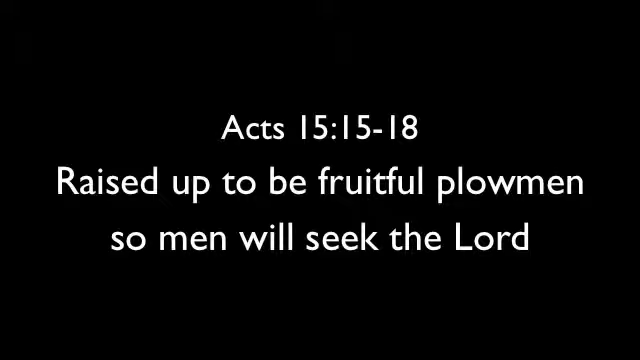 Acts 15:15-18
Raised up to be fruitful plowmen
so men will seek the Lord